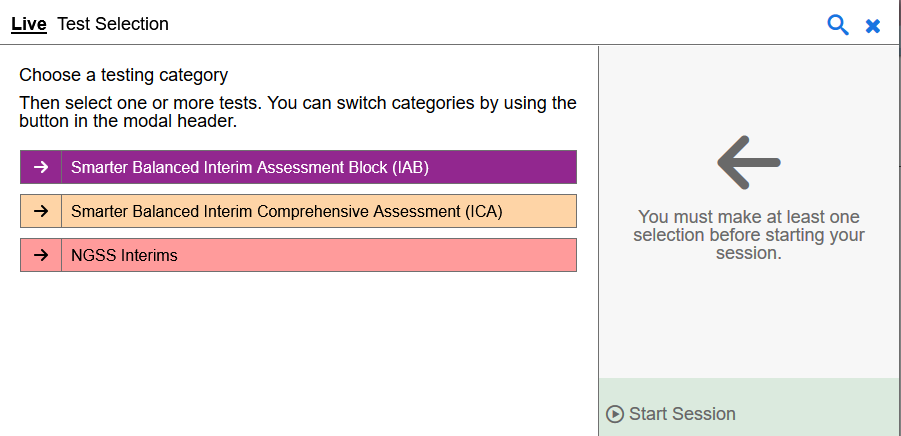 Live Test Selection
Choose a testing category
Then select one or more tests. You can switch categories by using the
button in the modal header.
Smarter Balanced Interim Assessment Block (IAB)
Smarter Balanced Interim Comprehensive Assessment (ICA)
NGSS Interims
You must make at least one
selection before starting your
session.
Start Session